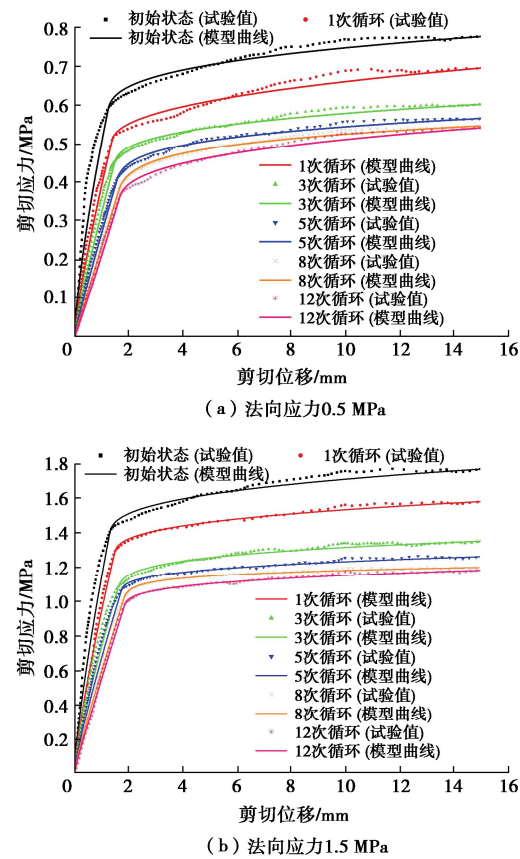 初始状态 (试验值) 1次循环 (试验值)
初始状态 (模型曲线)
0.8
0.7
0.6
0.5
0.4
0.3
0.2
0.1
剪切应力/MPa
1次循环 (模型曲线)
3次循环 (试验值)
3次循环 (模型曲线)
5次循环 (试验值)
5次循环 (模型曲线)
8次循环 (试验值)
8次循环 (模型曲线)
12次循环 (试验值)
12次循环 (模型曲线)
0 2 4 6 8 10 12 14 16
剪切位移/mm
(a) 法向应力0.5 MPa
初始状态 (试验值) 1次循环 (试验值)
初始状态 (模型曲线)
1.8
1.6
1.4
1.2
1.0
0.8
0.6
0.4
0.2
剪切应力/MPa
1次循环 (模型曲线)
3次循环 (试验值)
3次循环 (模型曲线)
5次循环 (试验值)
5次循环 (模型曲线)
8次循环 (试验值)
8次循环 (模型曲线)
12次循环 (试验值)
12次循环 (模型曲线)
0 2 4 6 8 10 12 14 16
剪切位移/mm
(b) 法向应力1.5 MPa